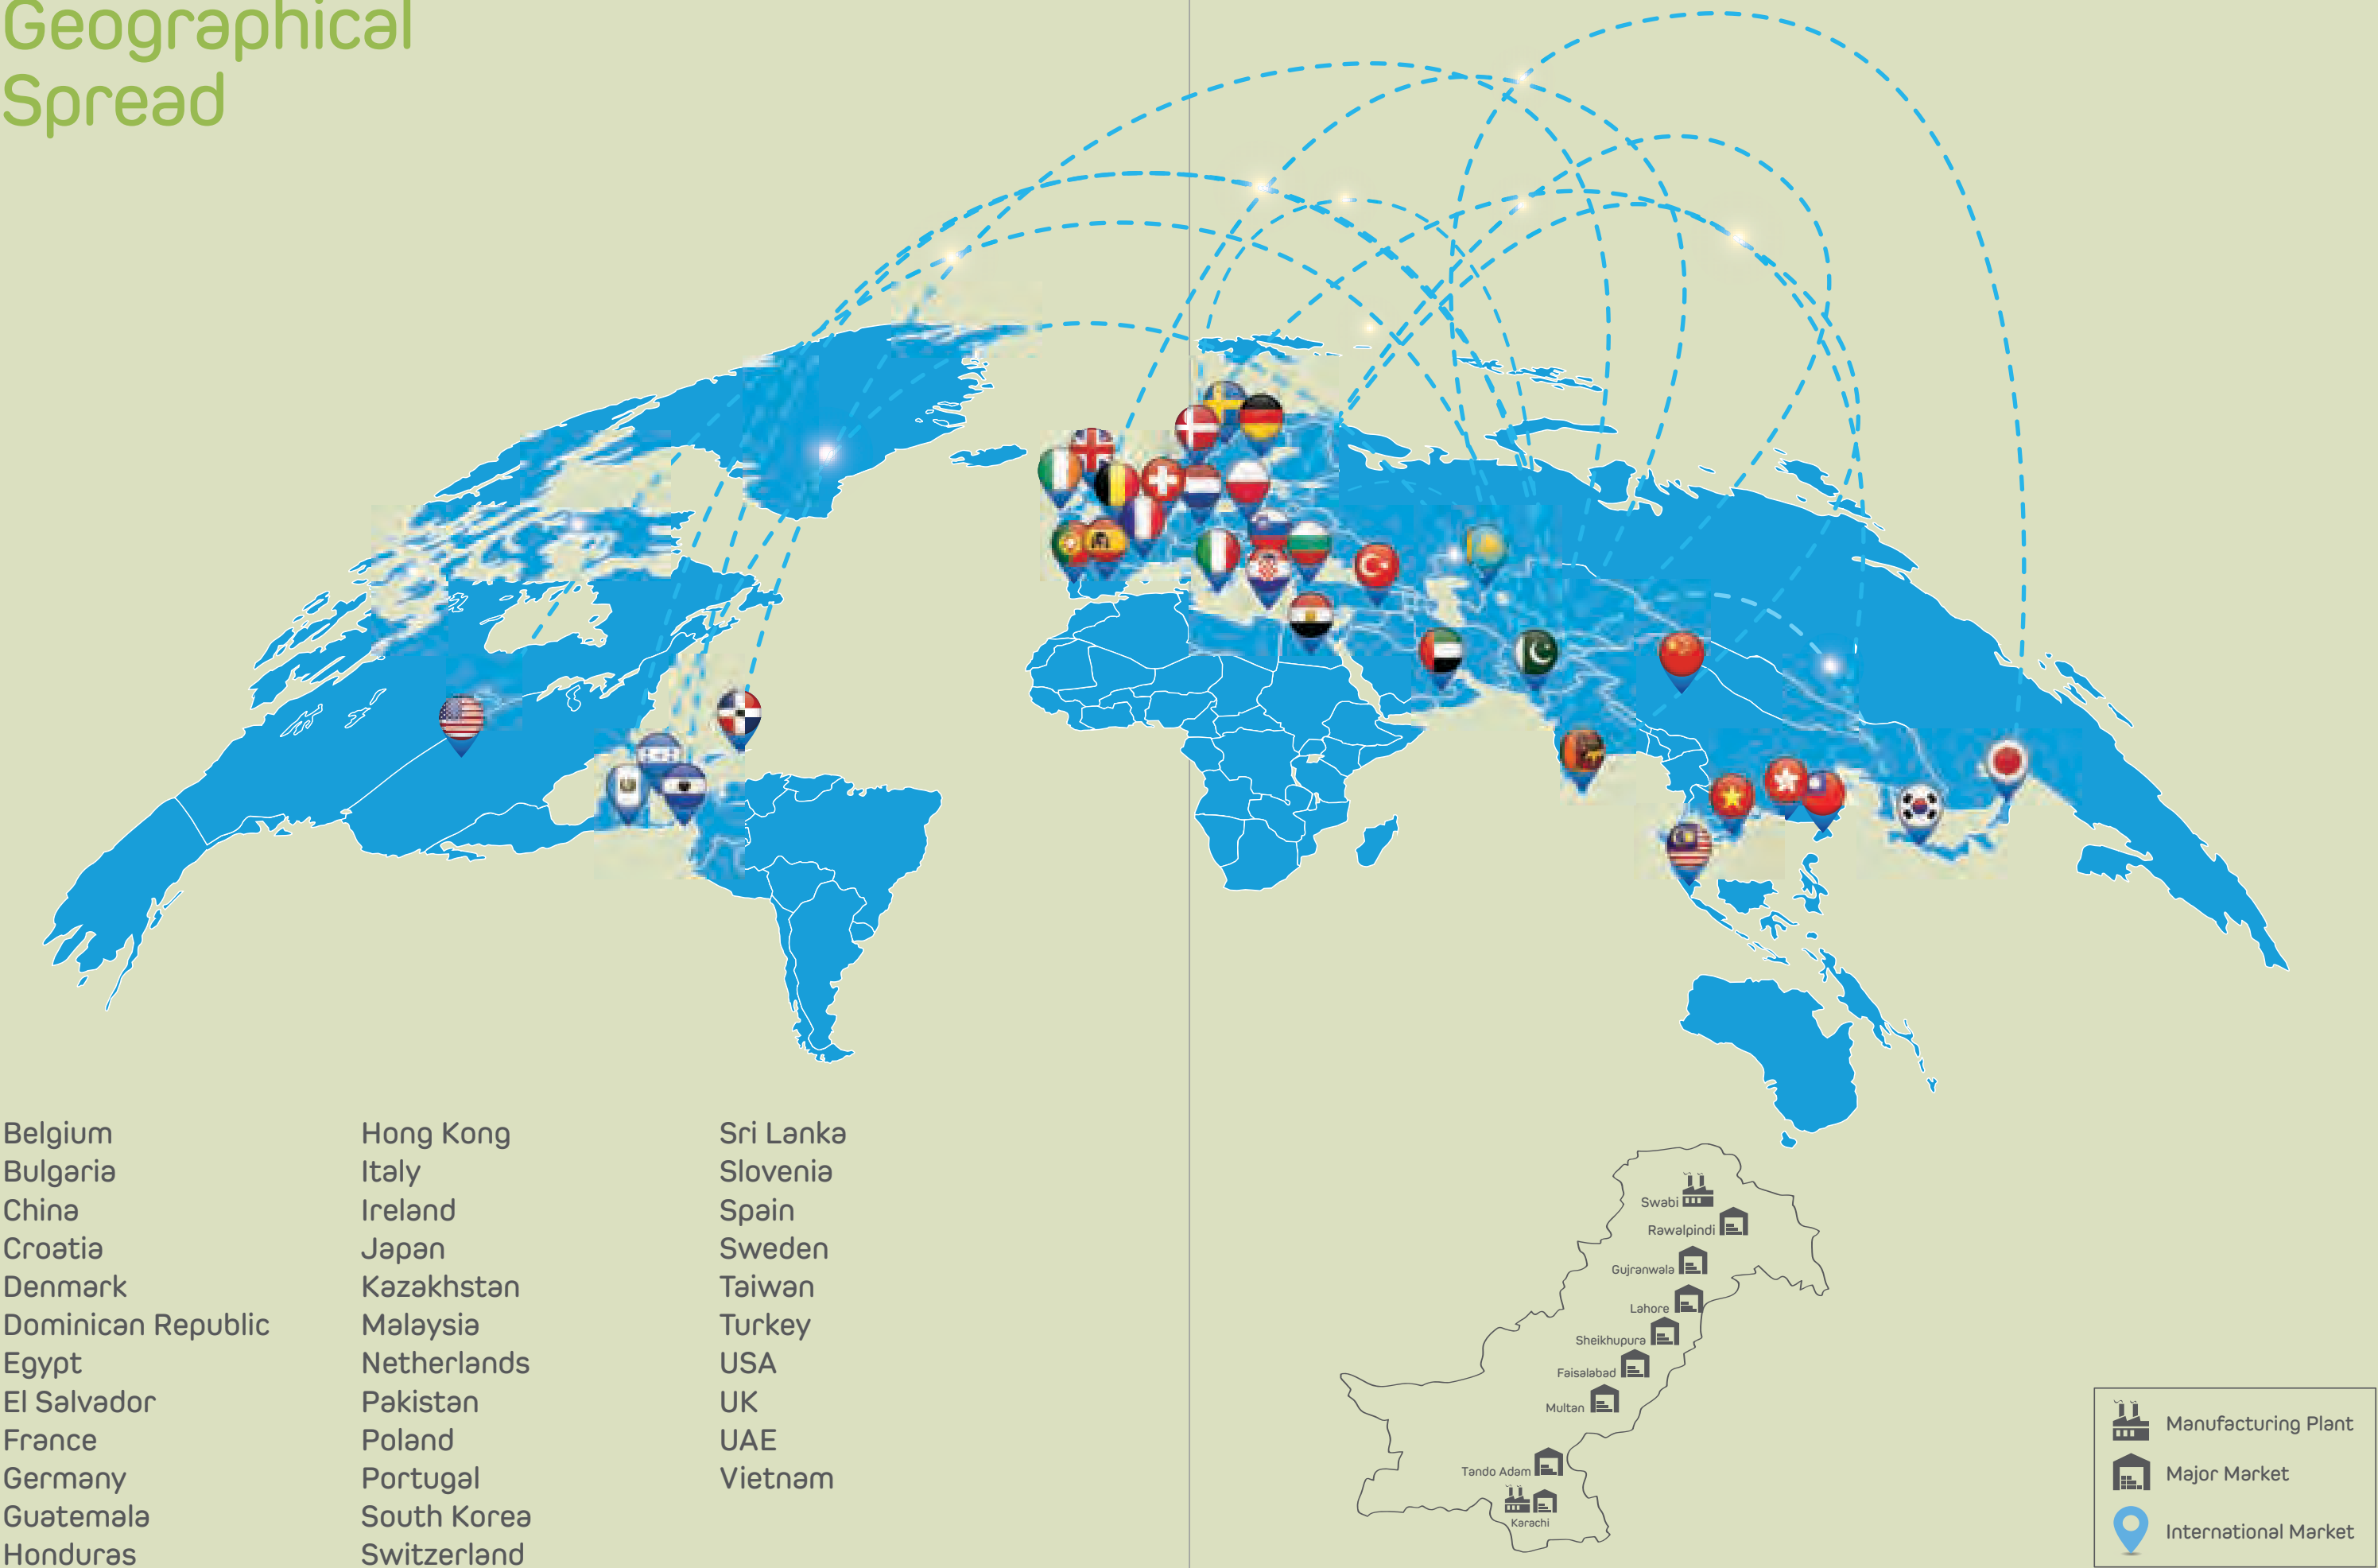 Geographical
Spread
Belgium
Bulgaria
China
Croatia
Denmark
Dominican Republic
Egypt
El Salvador
France
Germany
Guatemala
Honduras
Hong Kong
Italy
Ireland
Japan
Kazakhstan
Malaysia
Netherlands
Pakistan
Poland
Portugal
South Korea
Switzerland
Sri Lanka
Slovenia
Spain
Sweden
Taiwan
Turkey
USA
UK
UAE
Vietnam
Swabi
Rawalpindi
Gujranwala
Lahore
Sheikhupura
Faisalabad
Multan
Tando Adam
Karachi
Manufacturing Plant
Major Market
International Market